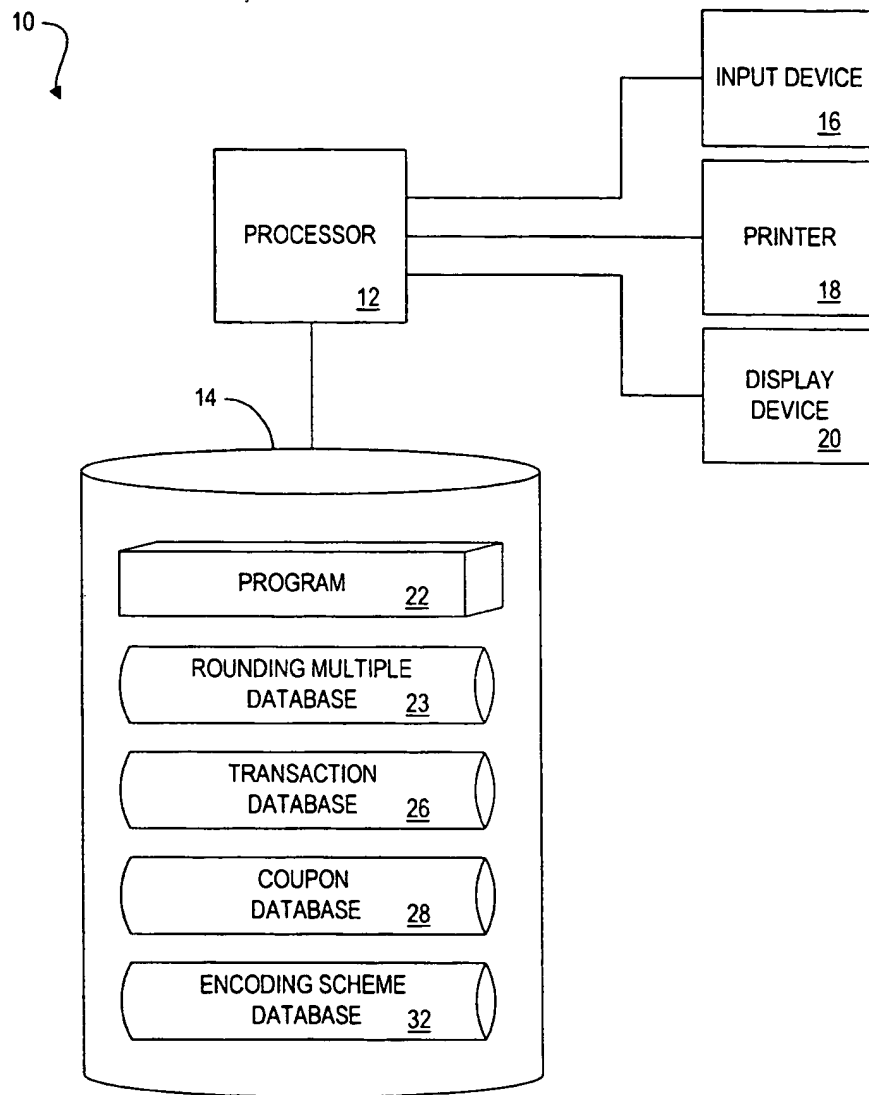 10
INPUT DEVICE
16
PROCESSOR
12
PRINTER
18
DISPLAY
DEVICE
20
14
PROGRAM
22
ROUNDING MULTIPLE
DATABASE
23
TRANSACTION
DATABASE
26
COUPON
DATABASE
28
ENCODING SCHEME
DATABASE
32